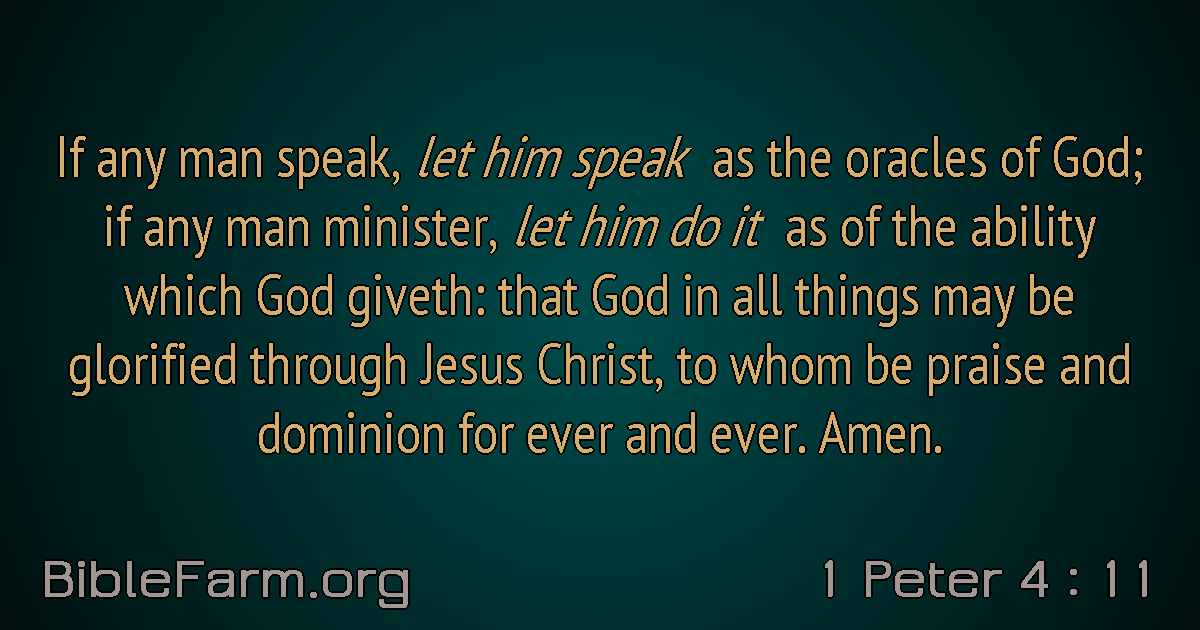 If any man speak, let him speak as the oracles of God;
if any man minister, let him do it as of the ability
which God giveth: that God in all things may be
glorified through Jesus Christ, to whom be praise and
dominion for ever and ever. Amen.
BibleFarm.org
1 Peter 4 : 11